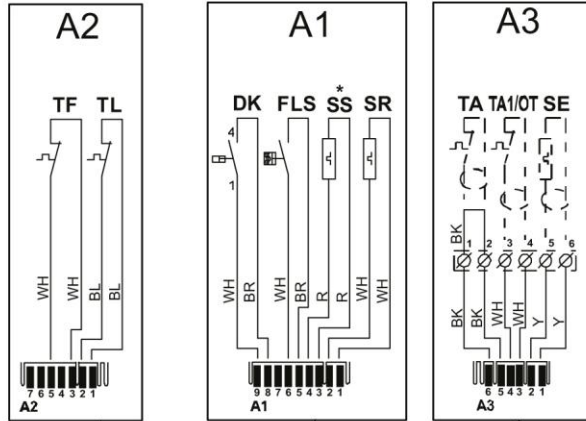 A2
TF TL
WH
WH
BL
BL
7 6 5 4 3 2 1
A2
A1
*
DK FLS SS SR
4
1
WH
BR
WH
BR
R
R
WH
WH
9 8 7 6 5 4 3 2 1
A1
A3
TA TA1/OT SE
BK
1 2 3 4 5 6
BK
BK
WH
WH
Y
Y
6 5 4 3 2 1
A3